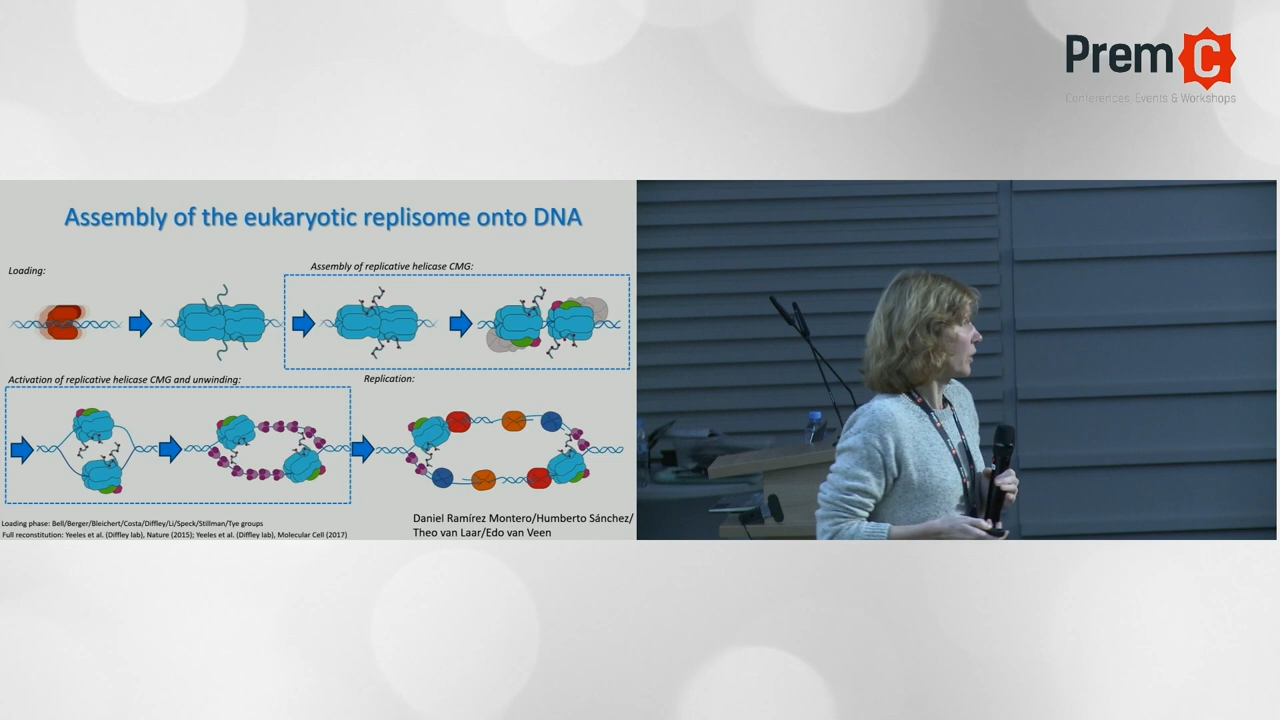 Prem C
Conferences, Events & Workshops
Assembly of the eukaryotic replisome onto DNA
Loading:
Assembly of replicative helicase CMG:
Activation of replicative helicase CMG and unwinding:
Replication:
Loading phase: Bell/Berger/Bleichert/Costa/Diffley/Li/Speck/Stillman/Tye groups
Full reconstitution: Yeeles et al. (Diffley lab), Nature (2015); Yeeles et al. (Diffley lab), Molecular Cell (2017)
Daniel Ramírez Montero/Humberto Sánchez/
Theo van Laar/Edo van Veen